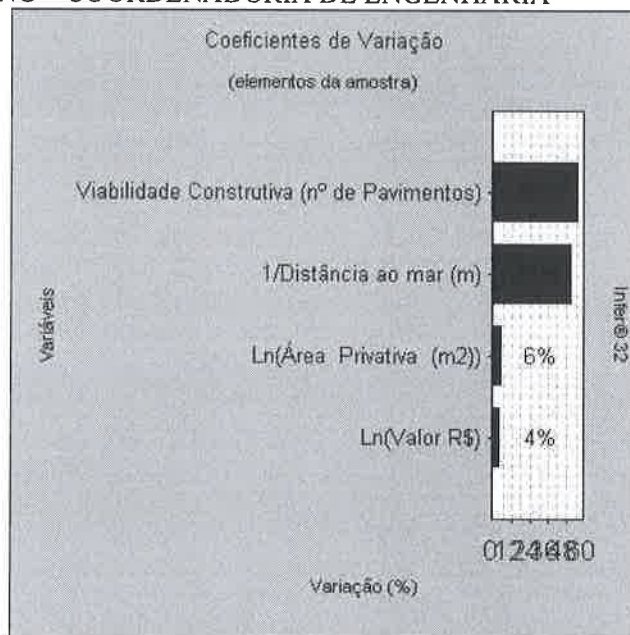 COORDENADORIA DE ENGENHARIA
Coeficientes de Variação
(elementos da amostra)
Viabilidade Construtiva (nº de Pavimentos)
1/Distância ao mar (m)
Ln(Área Privativa (m2))
6%
Ln(Valor R$)
4%
Variáveis
Infer®32
Variação (%)